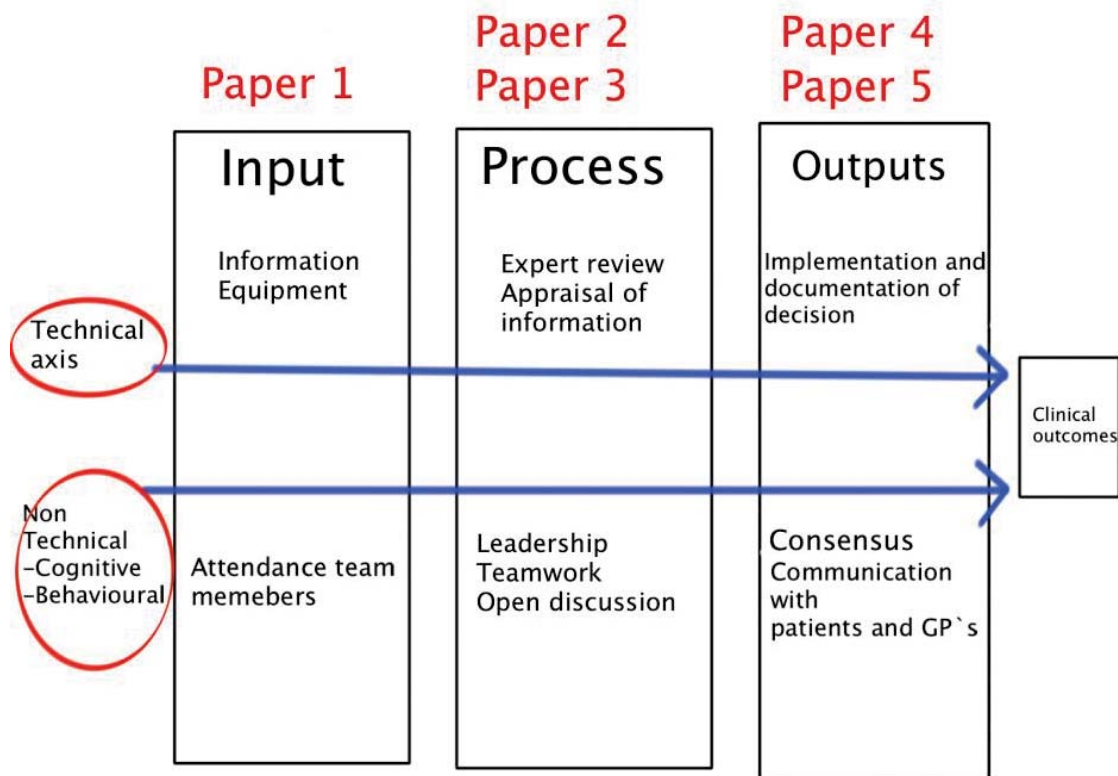 Paper 1
Paper 2
Paper 3
Paper 4
Paper 5
Input
Process
Outputs
Information
Equipment
Expert review
Appraisal of
information
Implementation and
documentation of
decision
Technical
axis
Clinical
outcomes
Non
Technical
-Cognitive
-Behavioural
Attendance team
memebers
Leadership
Teamwork
Open discussion
Consensus
Communication
with
patients and GP`s